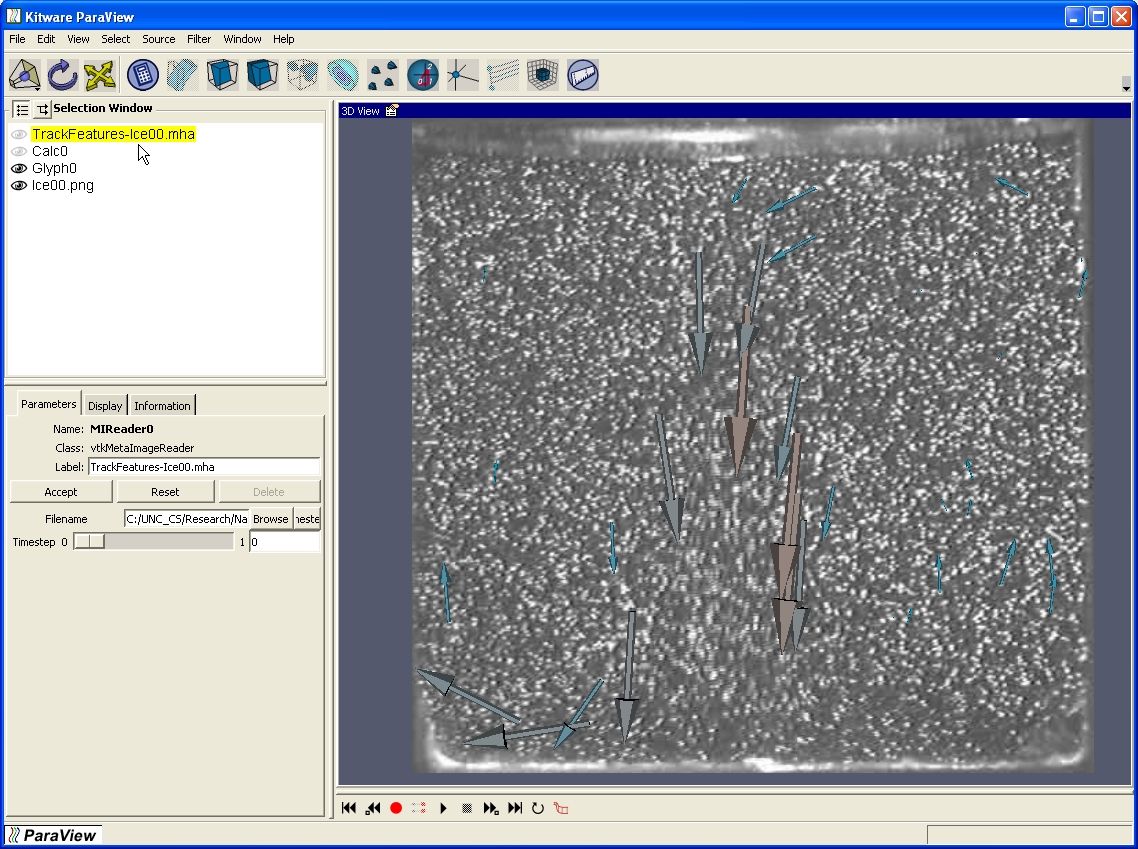 Kitware ParaView
File Edit View Select Source Filter Window Help
Selection Window
3D View
TrackFeatures-Ice00.mha
Calc0
Glyph0
Ice00.png
Parameters Display Information
Name: MIReader0
Class: vtkMetaImageReader
Label: TrackFeatures-Ice00.mha
Accept Reset Delete
Filename C:/UNC_CS/Research/Na Browse neste
Timestep 0 1 0
ParaView